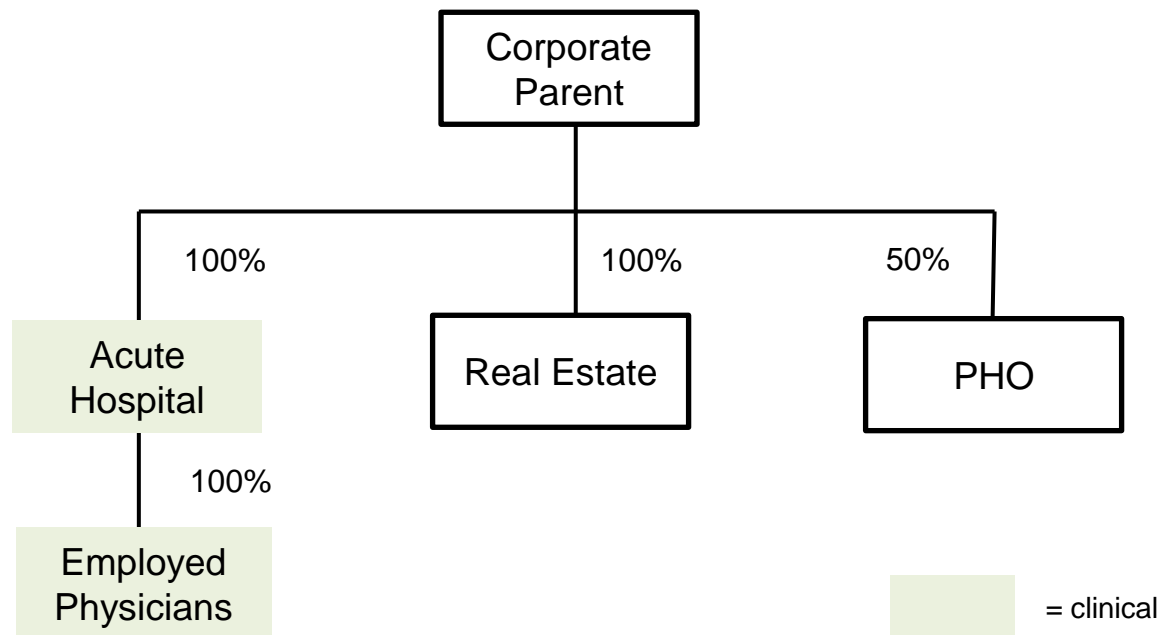 Corporate
Parent
100%
100%
50%
Acute
Hospital
Real Estate
PHO
100%
Employed
Physicians
= clinical